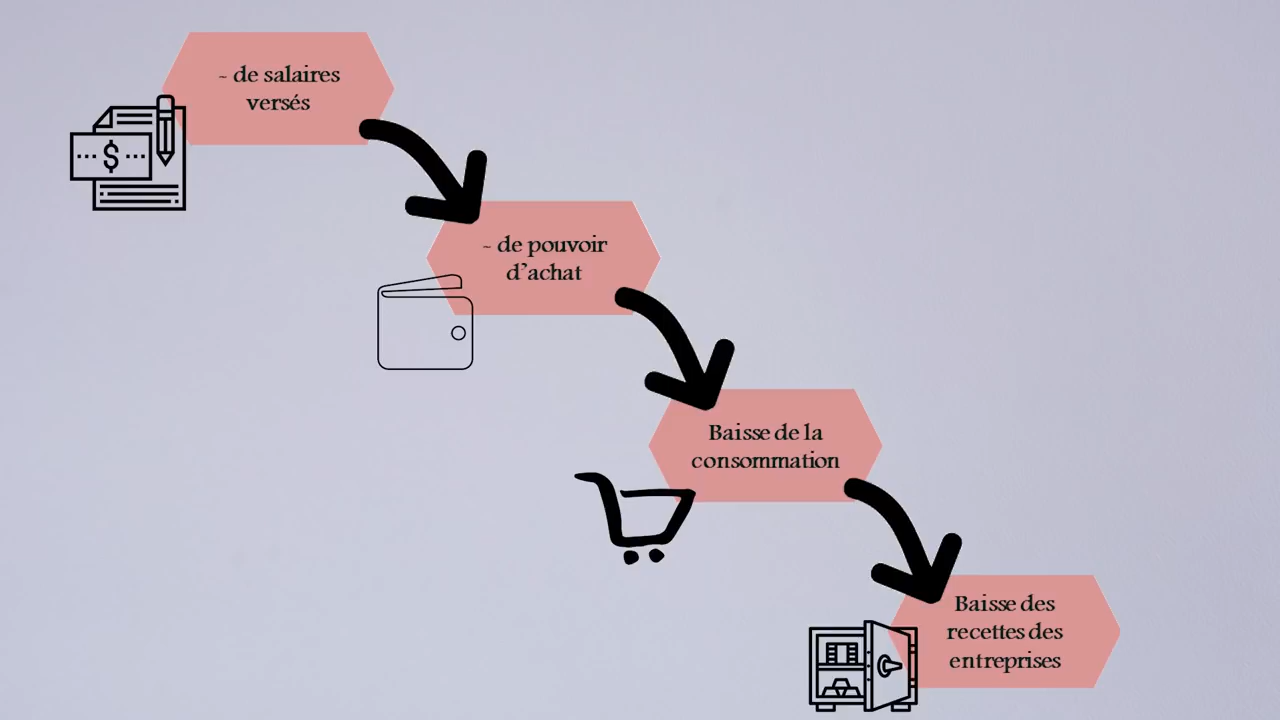 ~ de salaires
versés
$
~ de pouvoir
d’achat
Baisse de la
consommation
Baisse des
recettes des
entreprises